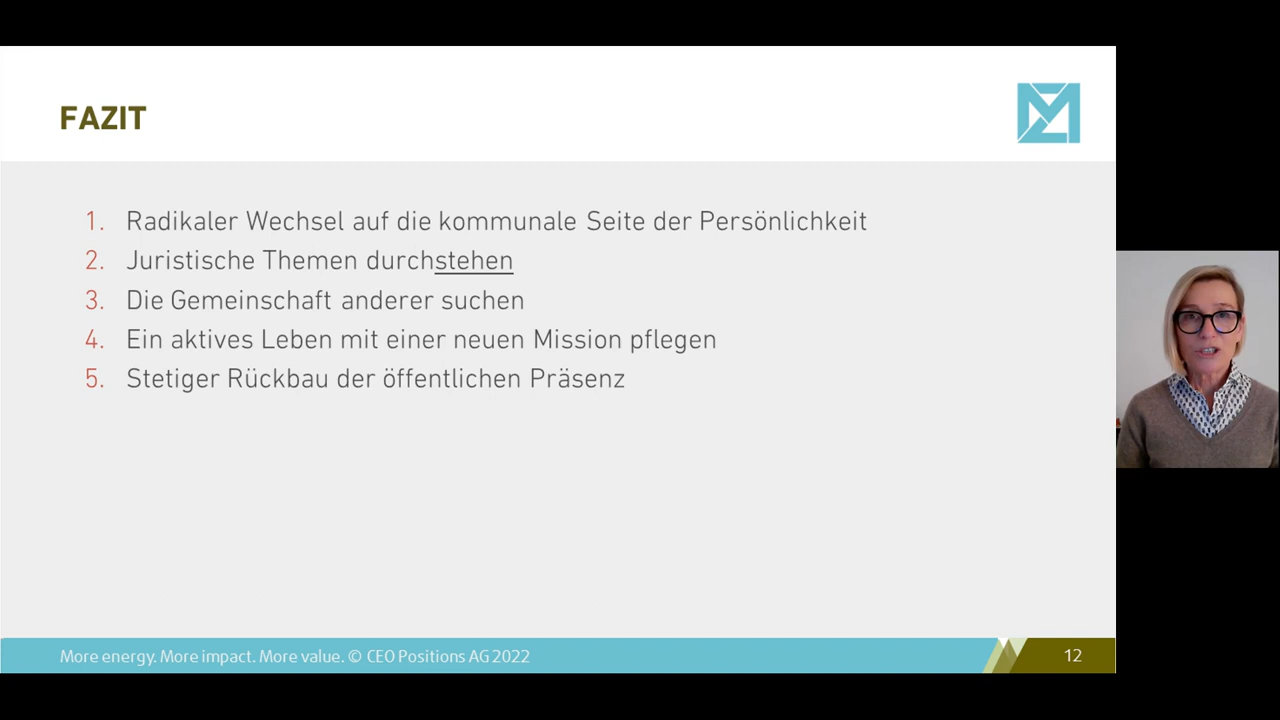 FAZIT
1. Radikaler Wechsel auf die kommunale Seite der Persönlichkeit
2. Juristische Themen durchstehen
3. Die Gemeinschaft anderer suchen
4. Ein aktives Leben mit einer neuen Mission pflegen
5. Stetiger Rückbau der öffentlichen Präsenz
More energy. More impact. More value. © CEO Positions AG 2022
12